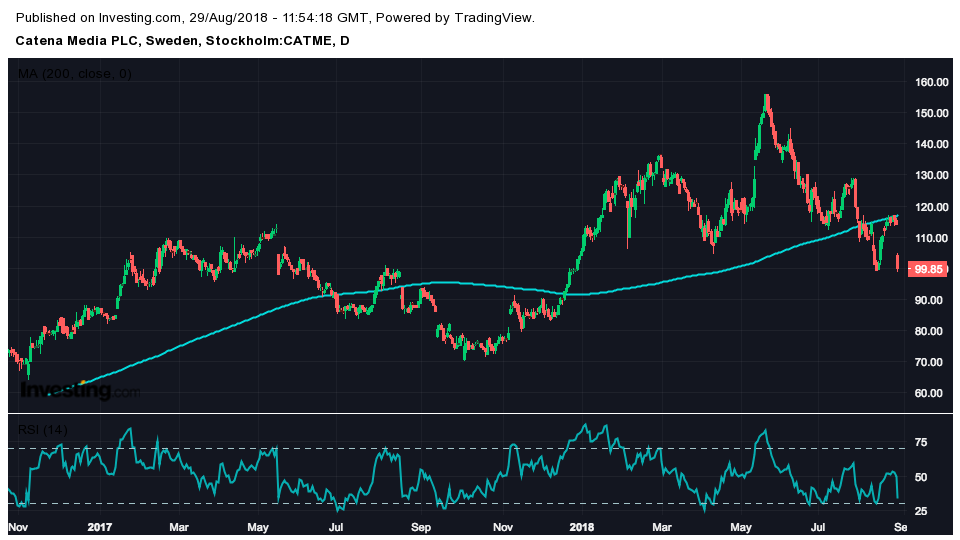 Published on Investing.com, 29/Aug/2018 - 11:54:18 GMT, Powered by TradingView.
Catena Media PLC, Sweden, Stockholm:CATME, D
MA (200, close, 0)
160.00
150.00
140.00
130.00
120.00
110.00
99.85
90.00
80.00
70.00
60.00
Investing.com
RSI (14)
75
50
25
Nov 2017 Mar May Jul Sep Nov 2018 Mar May Jul Se